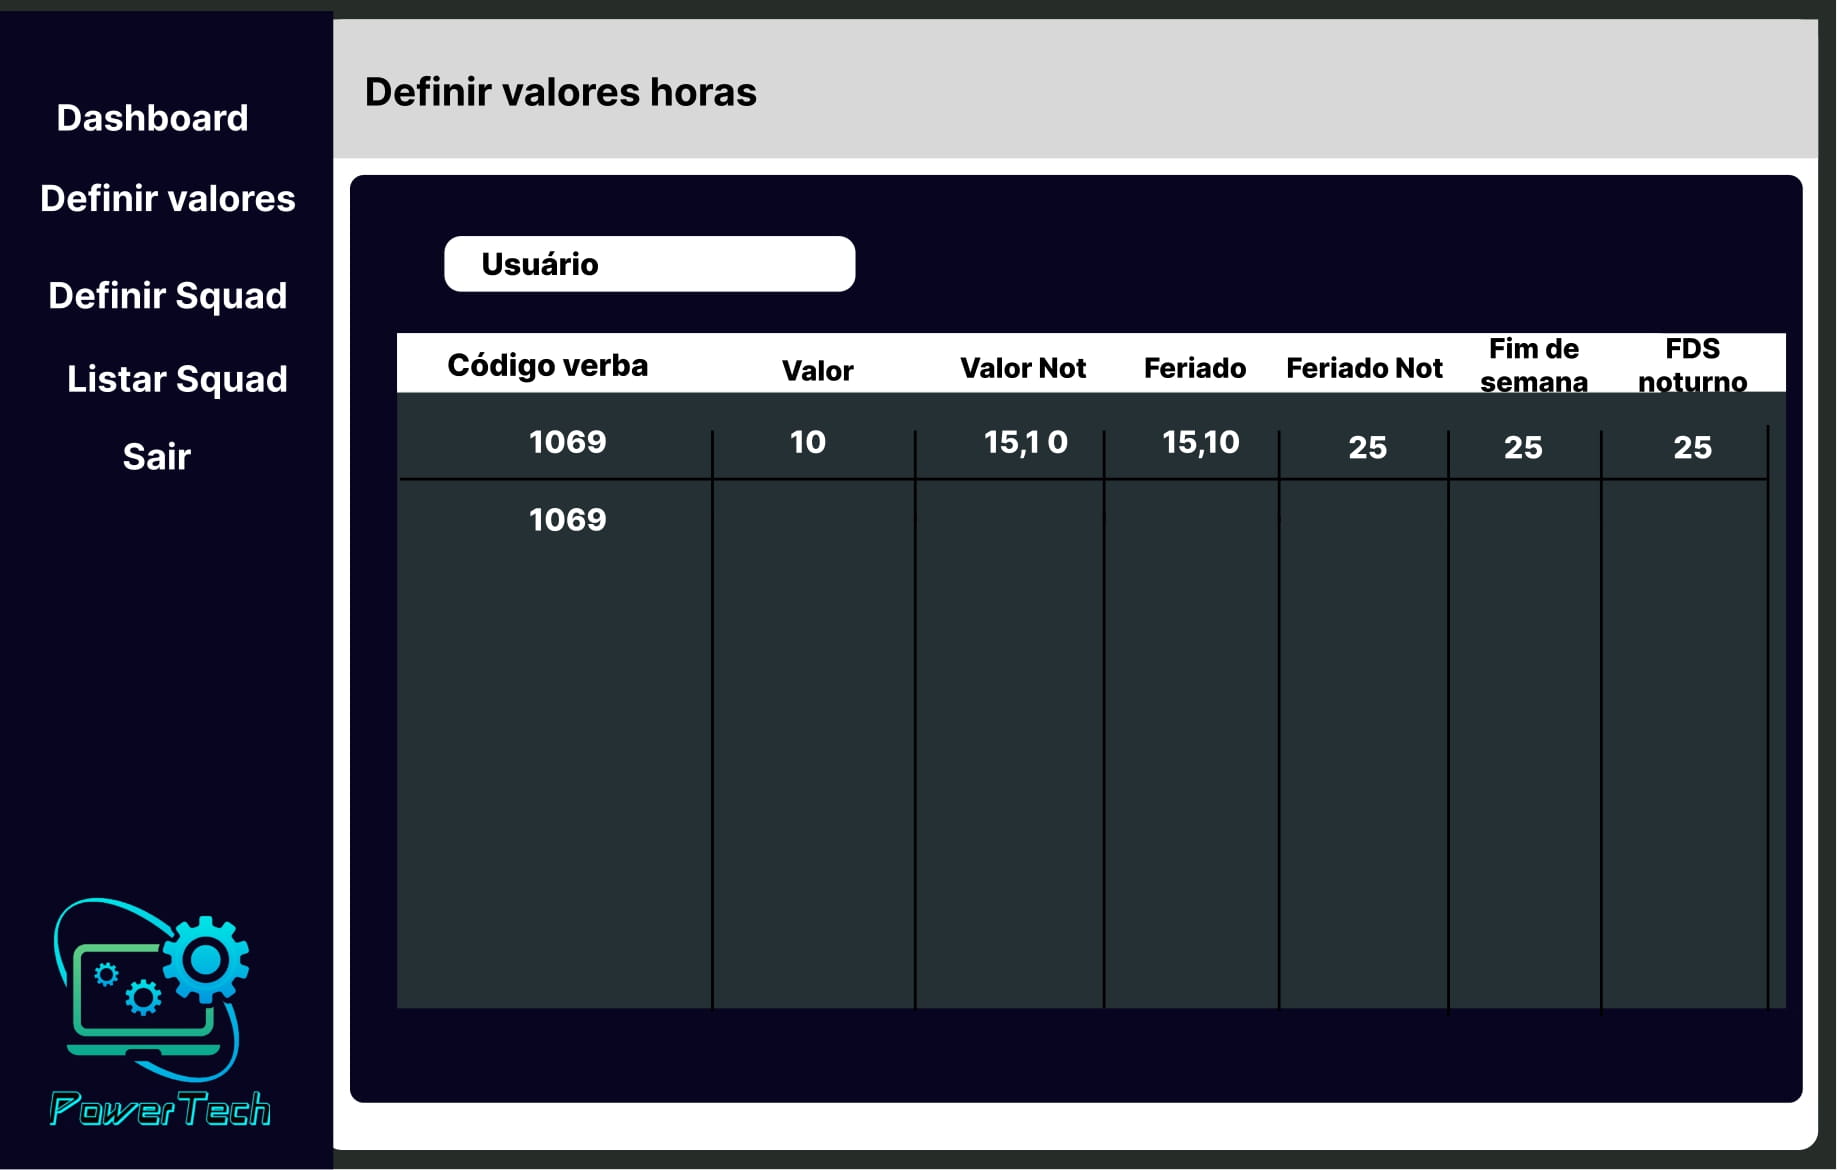 Dashboard
Definir valores
Definir Squad
Listar Squad
Sair
PowerTech
Definir valores horas
Usuário
Código verba Valor Valor Not Feriado Feriado Not Fim de semana FDS noturno
1069 10 15,1 0 15,10 25 25 25
1069